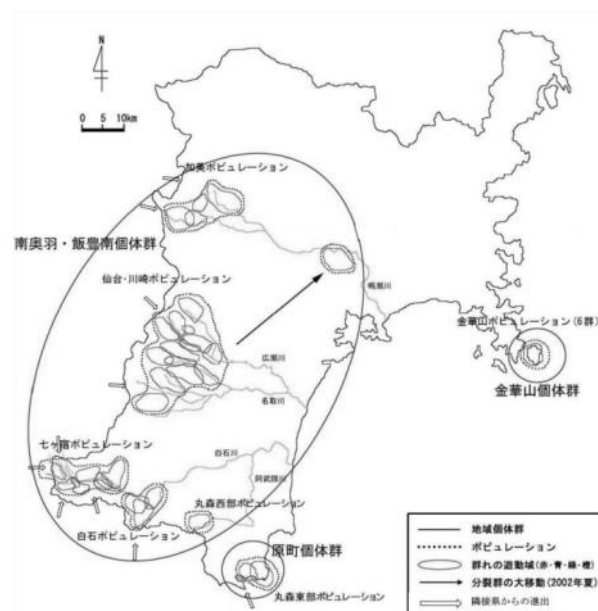 N
0 5 10km
加美ポピュレーション
南奥羽・飯豊南個体群
仙台・川崎ポピュレーション
鳴瀬川
金華山ポピュレーション(6群)
金華山個体群
広瀬川
名取川
七ヶ宿ポピュレーション
白石川
阿武隈川
丸森西部ポピュレーション
白石ポピュレーション
原町個体群
丸森東部ポピュレーション
地域個体群
ポピュレーション
群れの遊動域(赤・青・緑・橙)
分裂群の大移動(2002年夏)
隣接県からの進出